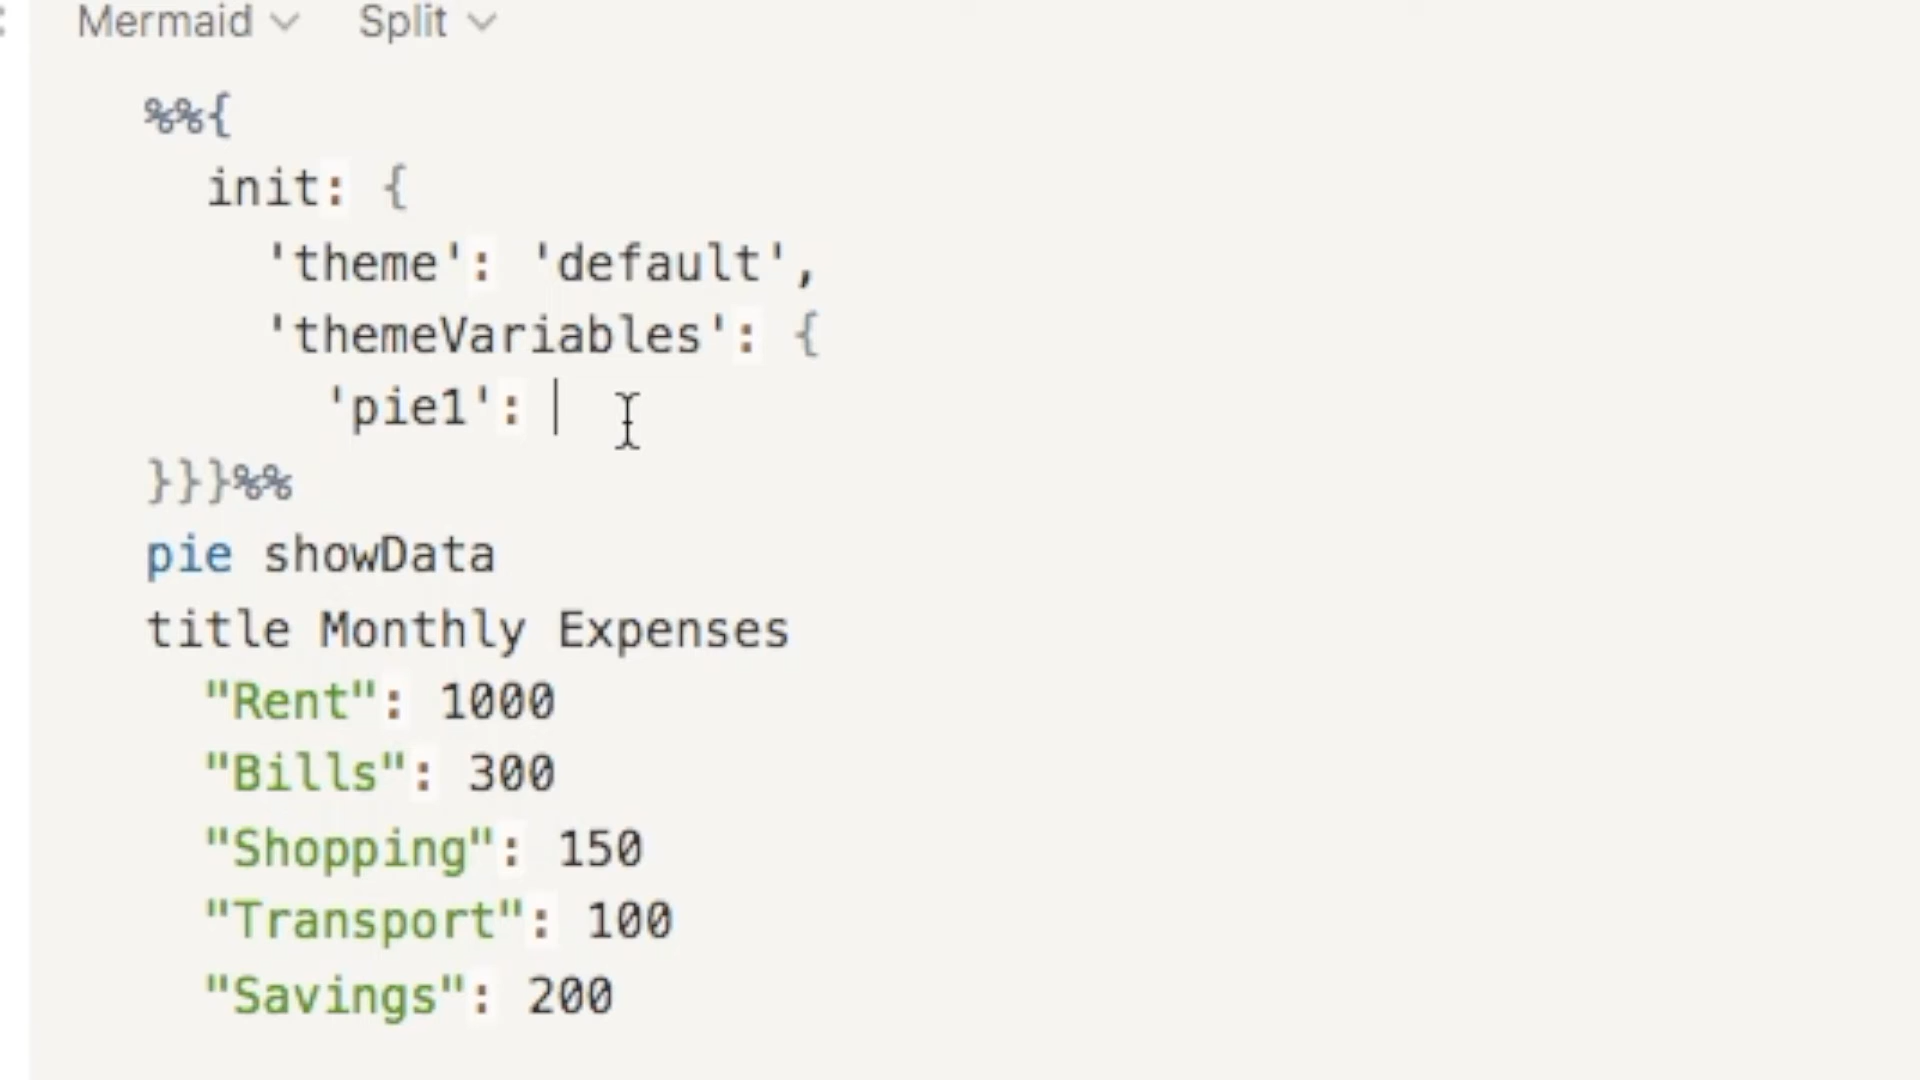 Mermaid Split
%%{
init: {
'theme': 'default',
'themeVariables': {
'pie1':
}}}%%
pie showData
title Monthly Expenses
"Rent": 1000
"Bills": 300
"Shopping": 150
"Transport": 100
"Savings": 200